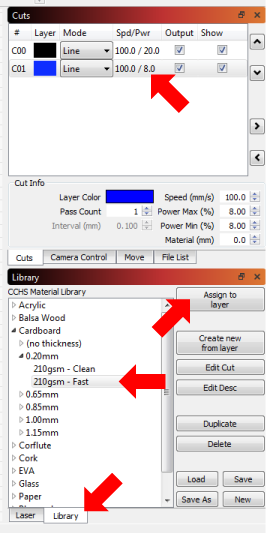 Cuts
# Layer Mode Spd/Pwr Output Show
C00 Line 100.0 / 20.0
C01 Line 100.0 / 8.0
Cut Info
Layer Color Speed (mm/s) 100.0
Pass Count 1 Power Max (%) 8.00
Interval (mm) 0.100 Power Min (%) 8.00
Material (mm) 0.0
Cuts Camera Control Move File List
Library
CCHS Material Library
Acrylic
Balsa Wood
Cardboard
(no thickness)
0.20mm
210gsm - Clean
210gsm - Fast
0.65mm
0.85mm
1.00mm
1.15mm
Corflute
Cork
EVA
Glass
Paper
Assign to
layer
Create new
from layer
Edit Cut
Edit Desc
Duplicate
Delete
Load Save
Save As New
Laser Library